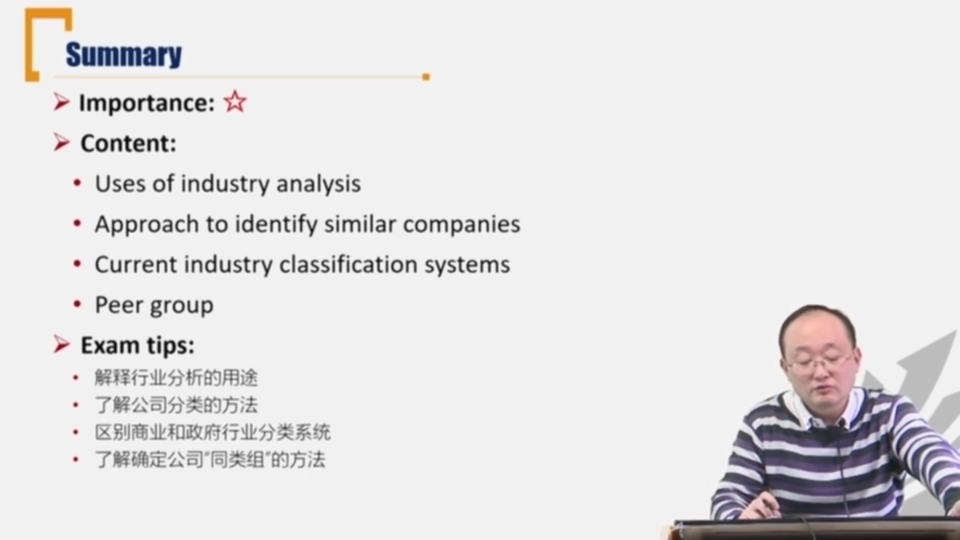 Summary
Importance: ☆
Content:
Uses of industry analysis
Approach to identify similar companies
Current industry classification systems
Peer group
Exam tips:
解释行业分析的用途
了解公司分类的方法
区别商业和政府行业分类系统
了解确定公司“同类组”的方法